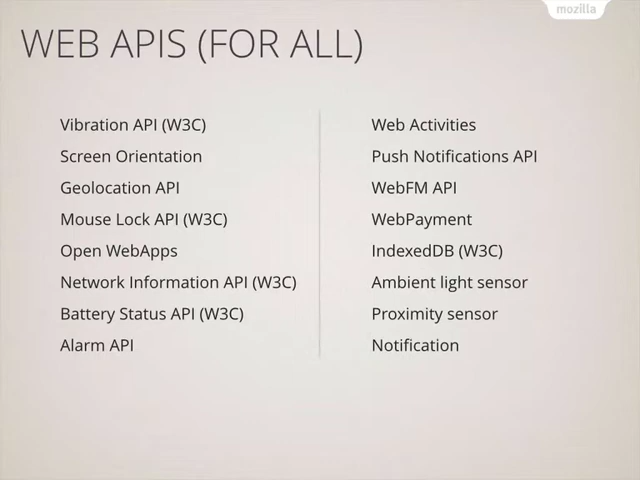 mozilla
WEB APIS (FOR ALL)
Vibration API (W3C)
Screen Orientation
Geolocation API
Mouse Lock API (W3C)
Open WebApps
Network Information API (W3C)
Battery Status API (W3C)
Alarm API
Web Activities
Push Notifications API
WebFM API
WebPayment
IndexedDB (W3C)
Ambient light sensor
Proximity sensor
Notification